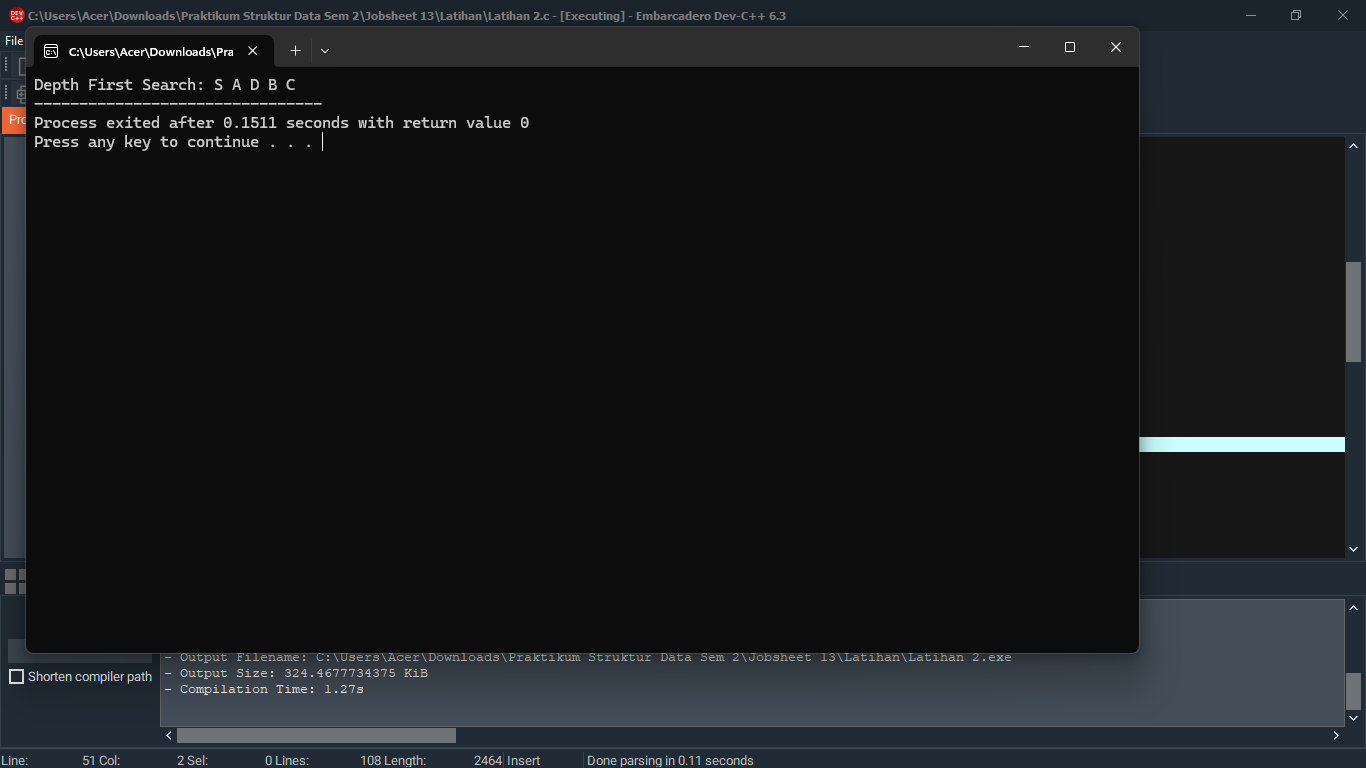 C:\Users\Acer\Downloads\Praktikum Struktur Data Sem 2\Jobsheet 13\Latihan\Latihan 2.c - [Executing] - Embarcadero Dev-C++ 6.3
File
C:\Users\Acer\Downloads\Pra
Depth First Search: S A D B C
--------------------------------
Process exited after 0.1511 seconds with return value 0
Press any key to continue . . .
- Output Filename: C:\Users\Acer\Downloads\Praktikum Struktur Data Sem 2\Jobsheet 13\Latihan\Latihan 2.exe
- Output Size: 324.4677734375 KiB
- Compilation Time: 1.27s
Shorten compiler path
Line: 51 Col: 2 Sel: 0 Lines: 108 Length: 2464 Insert Done parsing in 0.11 seconds